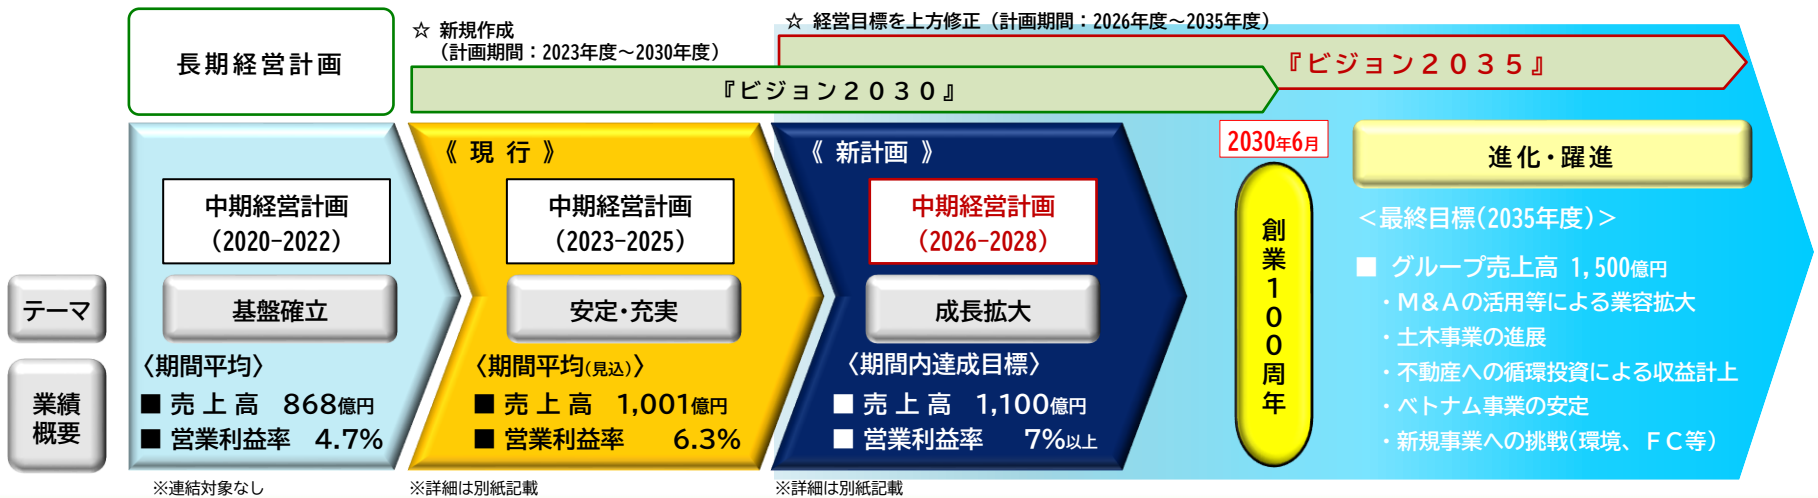 長期経営計画
☆ 新規作成
（計画期間：2023年度～2030年度）
☆ 経営目標を上方修正（計画期間：2026年度～2035年度）
『ビジョン２０３０』
『ビジョン２０３５』
テーマ
業績
概要
中期経営計画
（2020-2022）
基盤確立
〈期間平均〉
■ 売上高 868億円
■ 営業利益率 4.7%
※連結対象なし
《 現 行 》
中期経営計画
（2023-2025）
安定・充実
〈期間平均(見込)〉
■ 売上高 1,001億円
■ 営業利益率 6.3%
※詳細は別紙記載
《 新計画 》
中期経営計画
（2026-2028）
成長拡大
〈期間内達成目標〉
■ 売上高 1,100億円
■ 営業利益率 7%以上
※詳細は別紙記載
2030年6月
創業１００周年
進化・躍進
＜最終目標(2035年度)＞
■ グループ売上高 1,500億円
・Ｍ＆Ａの活用等による業容拡大
・土木事業の進展
・不動産への循環投資による収益計上
・ベトナム事業の安定
・新規事業への挑戦(環境、ＦＣ等)